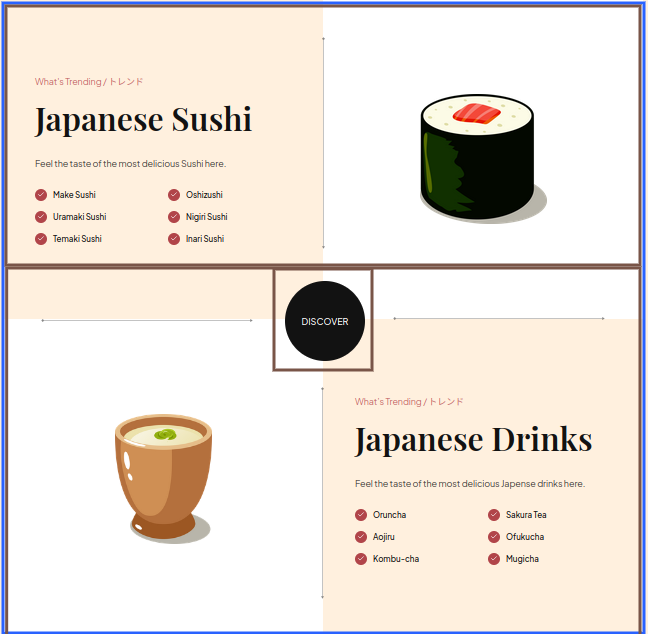 What's Trending / トレンド
Japanese Sushi
Feel the taste of the most delicious Sushi here.
Make Sushi
Oshizushi
Uramaki Sushi
Nigiri Sushi
Temaki Sushi
Inari Sushi
DISCOVER
What's Trending / トレンド
Japanese Drinks
Feel the taste of the most delicious Japense drinks here.
Oruncha
Sakura Tea
Aojiru
Ofukucha
Kombu-cha
Mugicha